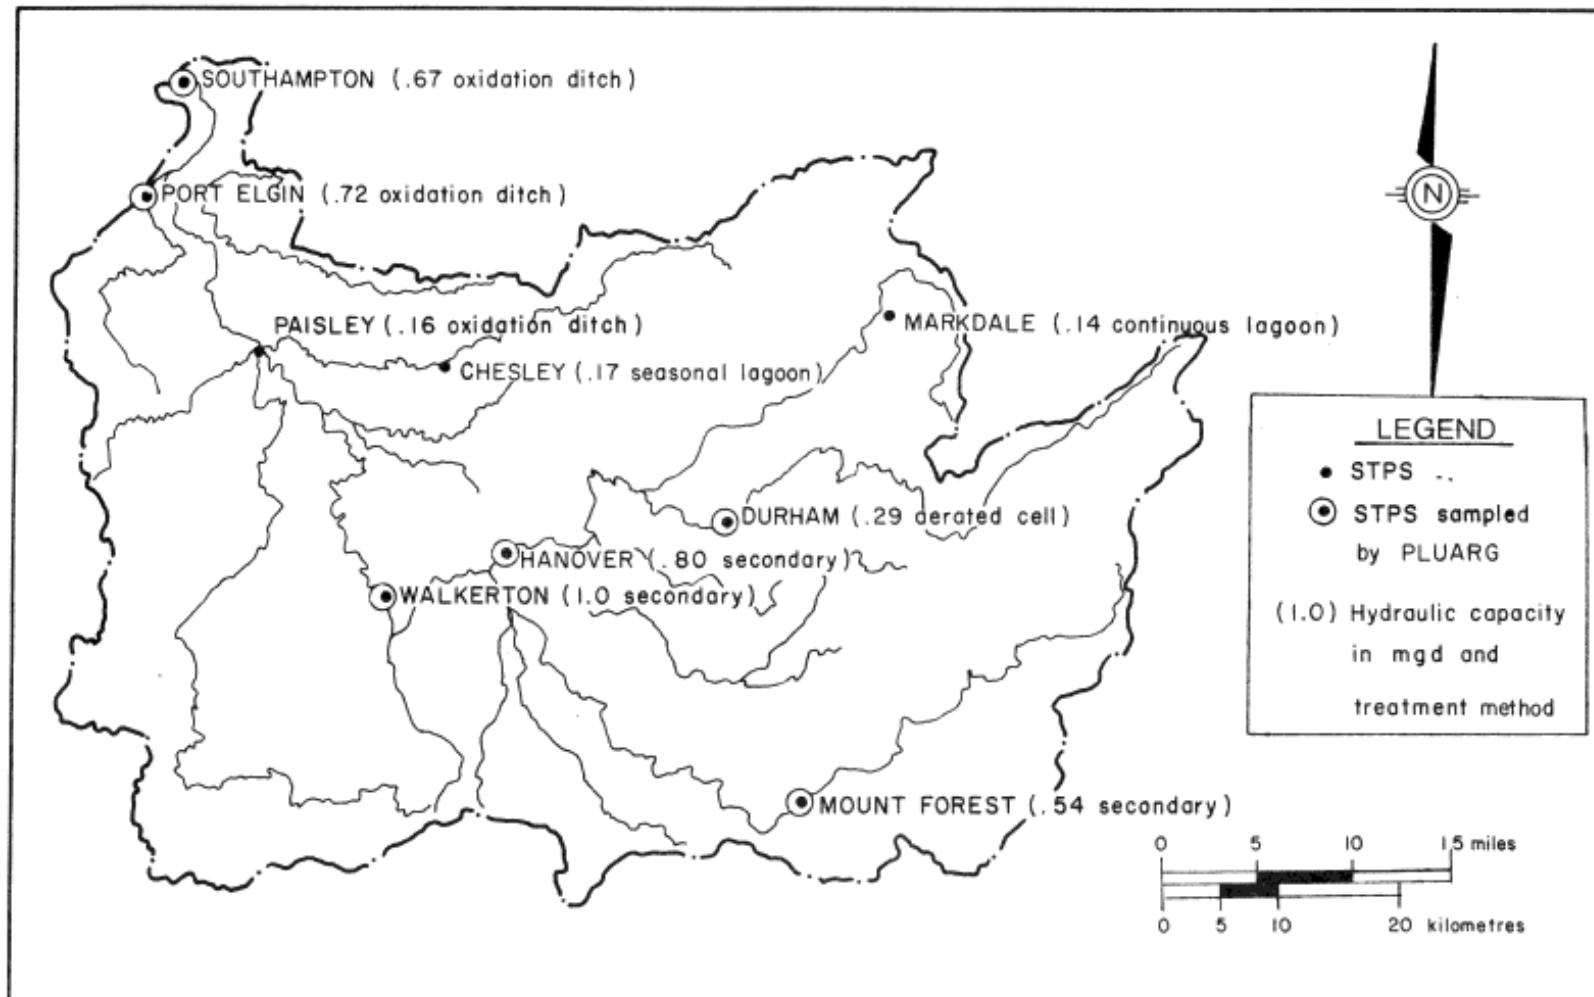 SOUTHAMPTON (.67 oxidation ditch)
PORT ELGIN (.72 oxidation ditch)
PAISLEY (.16 oxidation ditch)
CHESLEY (.17 seasonal lagoon)
MARKDALE (.14 continuous lagoon)
DURHAM (.29 aerated cell)
HANOVER (.80 secondary)
WALKERTON (1.0 secondary)
MOUNT FOREST (.54 secondary)
N
LEGEND
STPS ..
STPS sampled
by PLUARG
(1.0) Hydraulic capacity
in mgd and
treatment method
0 5 10 15 miles
0 5 10 20 kilometres